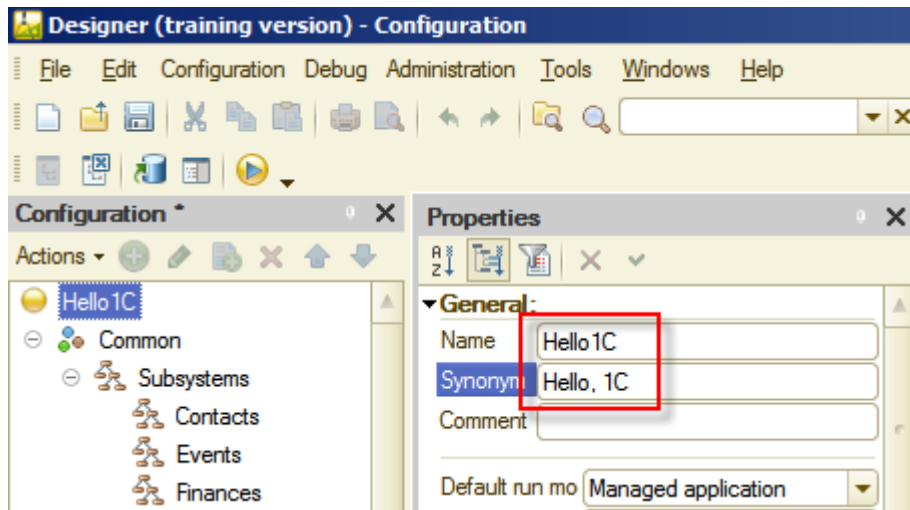 Designer (training version) - Configuration
File Edit Configuration Debug Administration Tools Windows Help
Configuration *
Actions
Hello1C
Common
Subsystems
Contacts
Events
Finances
Properties
General:
Name Hello1C
Synonym Hello, 1C
Comment
Default run mo Managed application